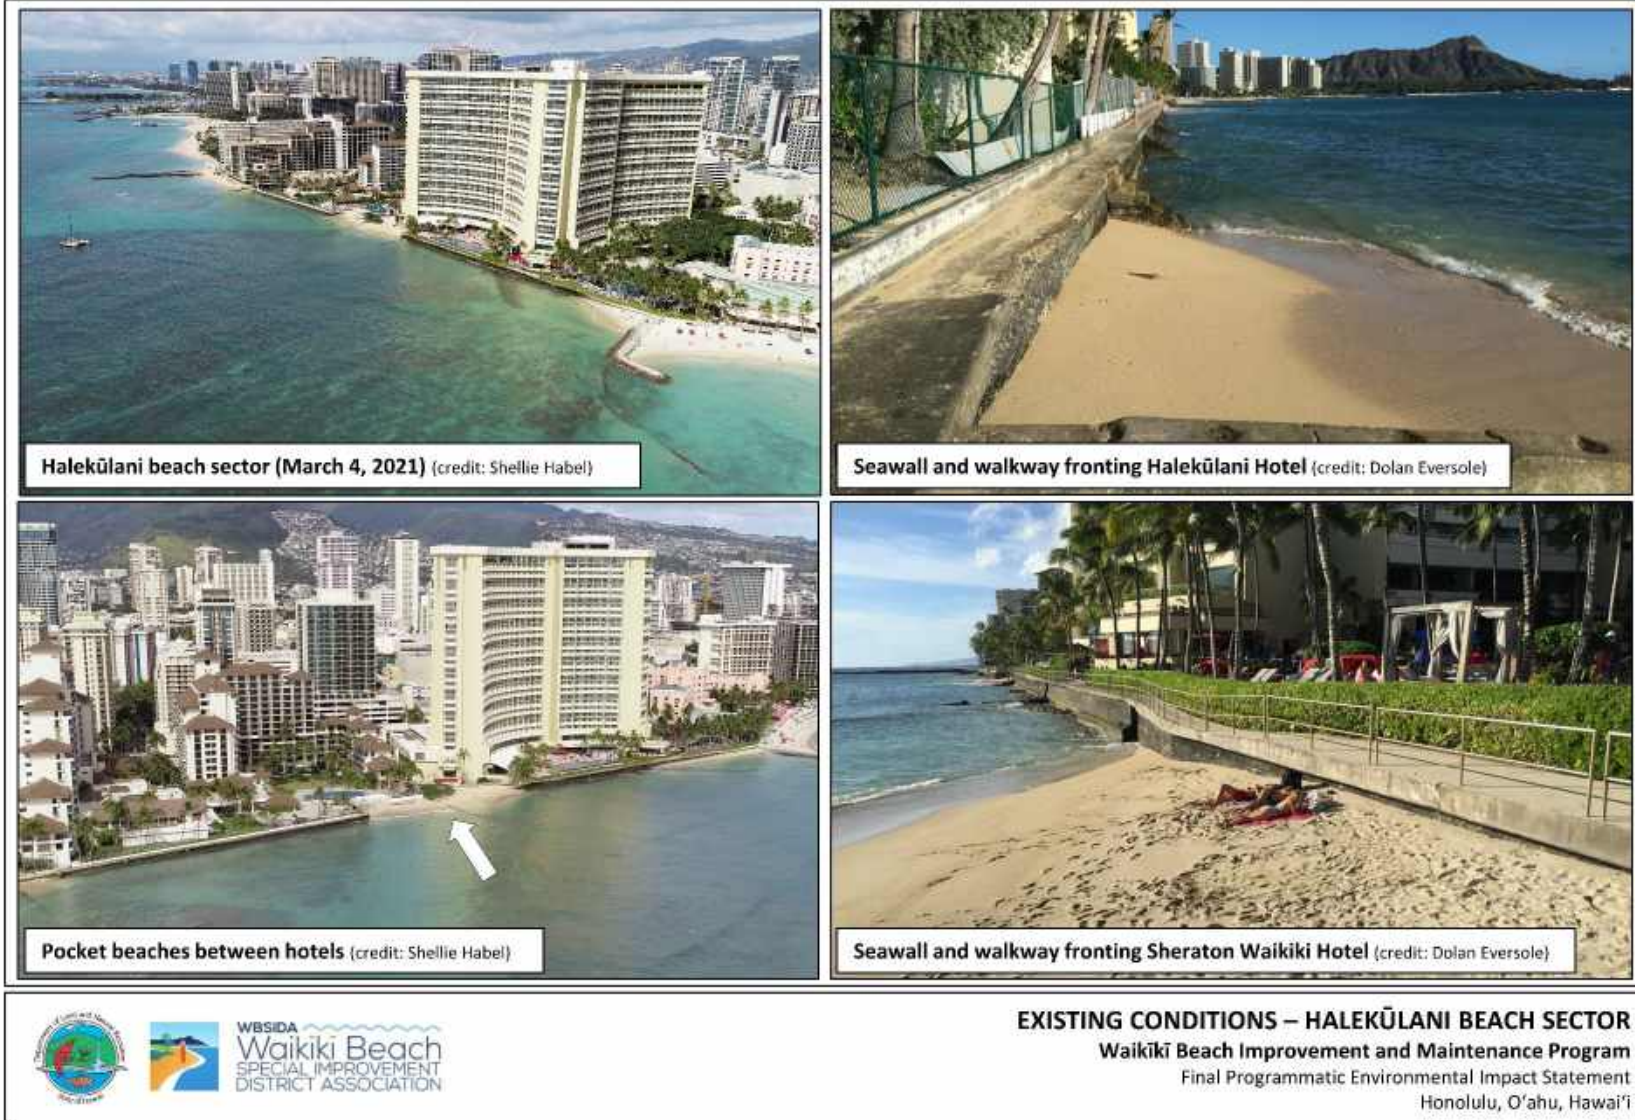 Halekūlani beach sector (March 4, 2021) (credit: Shellie Habel)
Seawall and walkway fronting Halekūlani Hotel (credit: Dolan Eversole)
Pocket beaches between hotels (credit: Shellie Habel)
Seawall and walkway fronting Sheraton Waikiki Hotel (credit: Dolan Eversole)
WBSIDA
Waikīkī Beach
SPECIAL IMPROVEMENT
DISTRICT ASSOCIATION
EXISTING CONDITIONS – HALEKŪLANI BEACH SECTOR
Waikīkī Beach Improvement and Maintenance Program
Final Programmatic Environmental Impact Statement
Honolulu, Oʻahu, Hawaiʻi